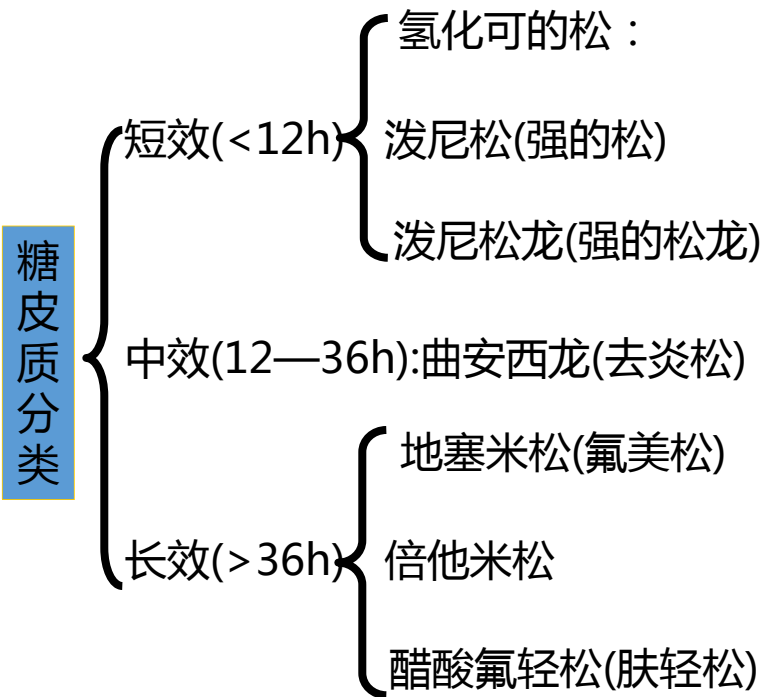 糖皮质分类
短效(<12h)
氢化可的松：
泼尼松(强的松)
泼尼松龙(强的松龙)
中效(12—36h):曲安西龙(去炎松)
长效(>36h)
地塞米松(氟美松)
倍他米松
醋酸氟轻松(肤轻松)